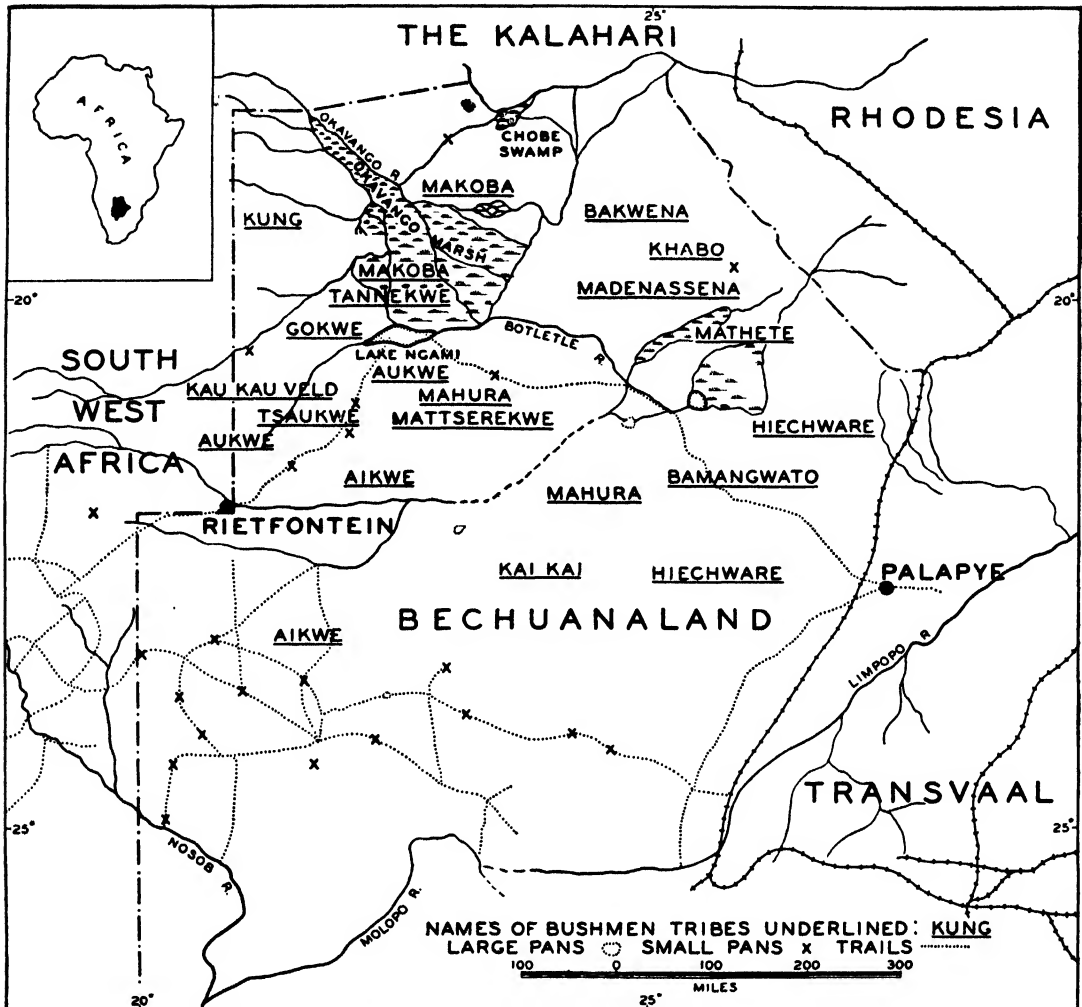 25°
THE KALAHARI
AFRICA
RHODESIA
OKAVANGO R.
CHOBE
SWAMP
OKAVANGO
MARSH
MAKOBA
KUNG
BAKWENA
KHABO
MAKOBA
MADENASSENA
TANNEKWE
20°
20°
GOKWE
BOTLETLE R.
MATHETE
LAKE NGAMI
SOUTH
AUKWE
KAU KAU VELD
MAHURA
WEST
TSAUKWE
MATTSEREKWE
AUKWE
HIECHWARE
AFRICA
AIKWE
BAMANGWATO
MAHURA
RIETFONTEIN
KAI KAI
HIECHWARE
PALAPYE
BECHUANALAND
AIKWE
LIMPOPO R.
TRANSVAAL
25°
25°
NOSOB R.
MOLOPO R.
NAMES OF BUSHMEN TRIBES UNDERLINED: KUNG
LARGE PANS SMALL PANS x TRAILS
100 0 100 200 300
MILES
20°
25°